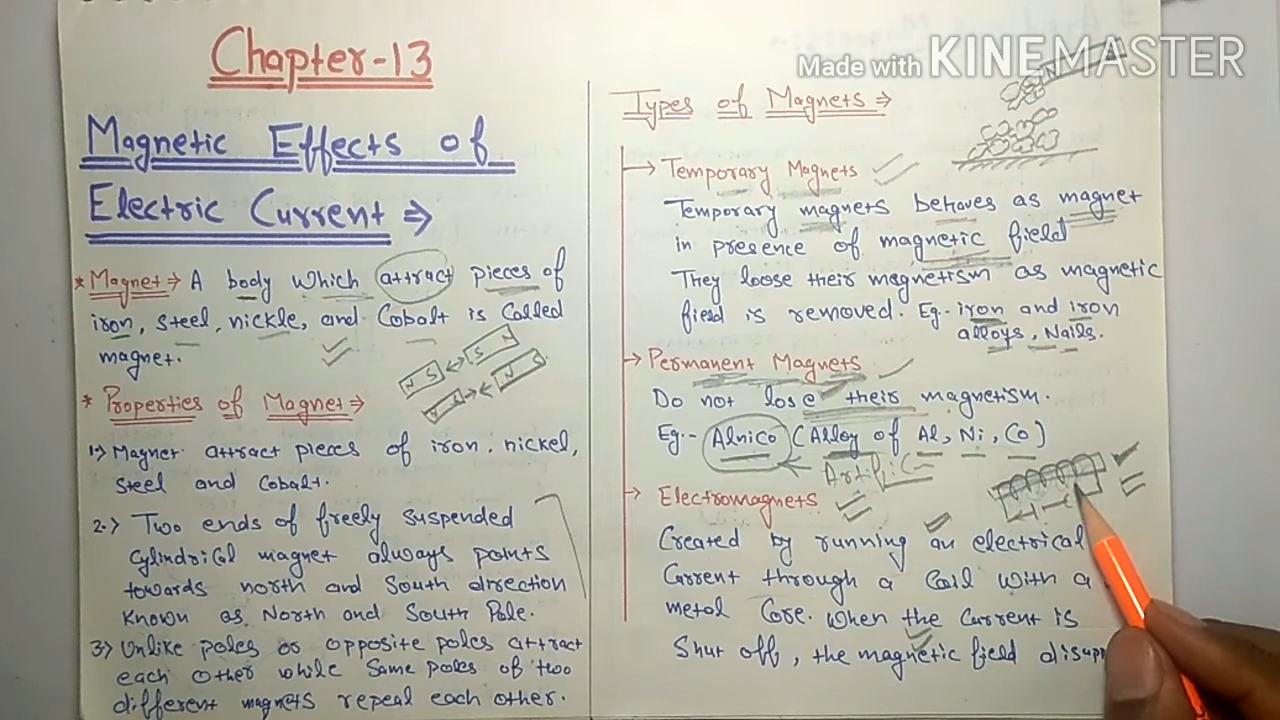 Chapter-13
Magnetic Effects of
Electric Current ⇒
* Magnet ⇒ A body which attract pieces of
iron, steel, nickle, and Cobalt is called
magnet.
N S ↔ S N
N S →← S N
* Properties of Magnet ⇒
1) Magnet attract pieces of iron, nickel,
Steel and Cobalt.
2.) Two ends of freely suspended
cylindrical magnet always points
towards north and South direction
known as North and South Pole.
3) Unlike poles or opposite poles attract
each other while Same poles of two
different magnets repeal each other.
Made with KINEMASTER
Types of Magnets ⇒
Temporary Magnets
Temporary magnets behaves as magnet
in presence of magnetic field
They loose their magnetism as magnetic
field is removed. Eg. iron and iron
alloys, Nails.
Permanent Magnets
Do not lose their magnetism.
Eg:- Alnico (Alloy of Al, Ni, Co)
Electromagnets
Created by running an electrical
Current through a Coil with a
metal Core. When the Current is
Shut off, the magnetic field